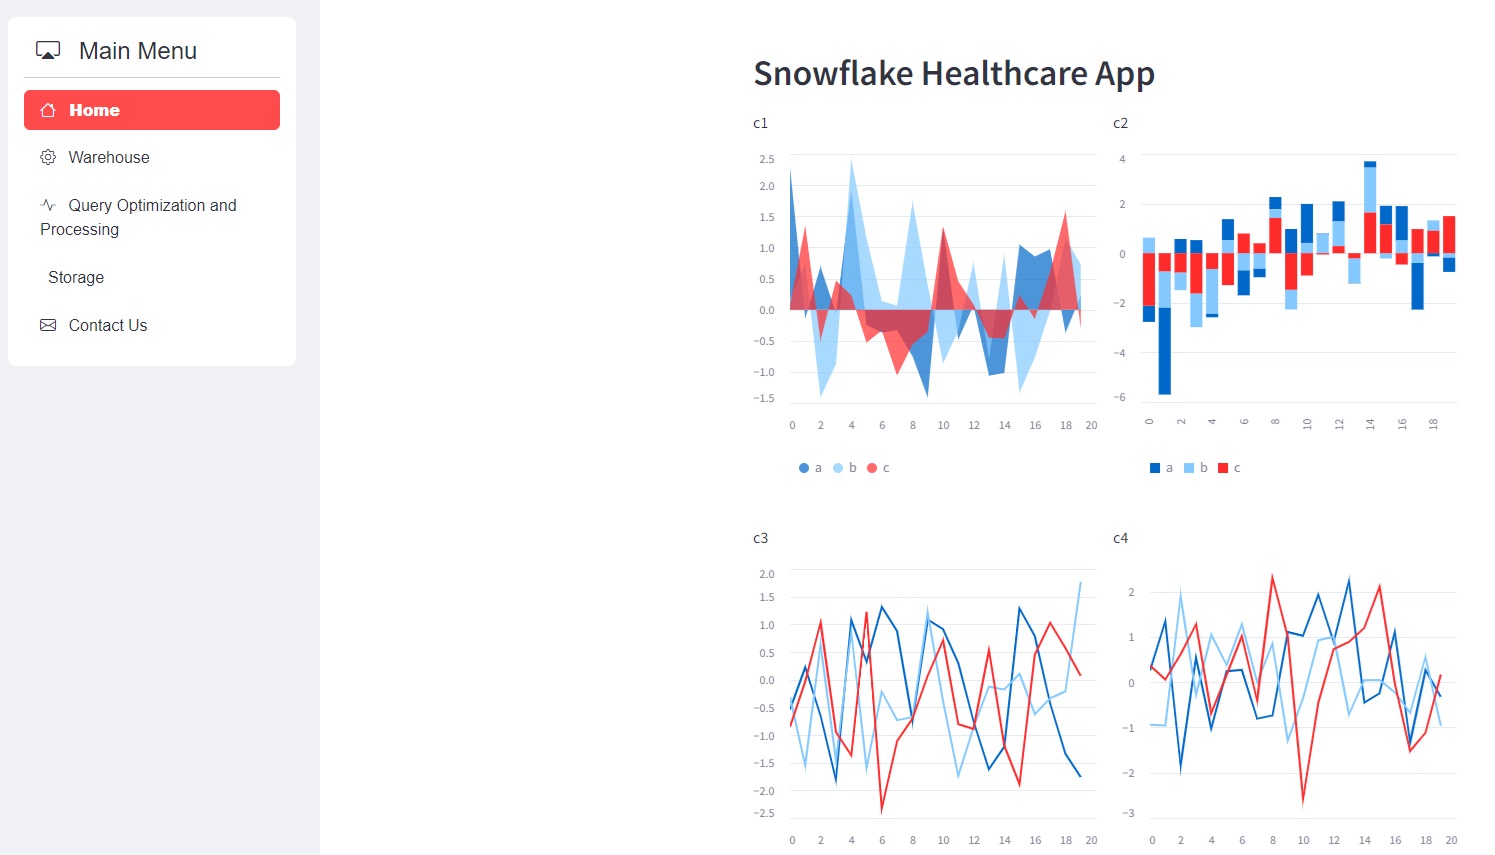 Main Menu
Home
Warehouse
Query Optimization and
Processing
Storage
Contact Us
Snowflake Healthcare App
c1
2.5
2.0
1.5
1.0
0.5
0.0
−0.5
−1.0
−1.5
0 2 4 6 8 10 12 14 16 18 20
a b c
c2
4
2
0
−2
−4
−6
0 2 4 6 8 10 12 14 16 18
a b c
c3
2.0
1.5
1.0
0.5
0.0
−0.5
−1.0
−1.5
−2.0
−2.5
0 2 4 6 8 10 12 14 16 18 20
c4
2
1
0
−1
−2
−3
0 2 4 6 8 10 12 14 16 18 20